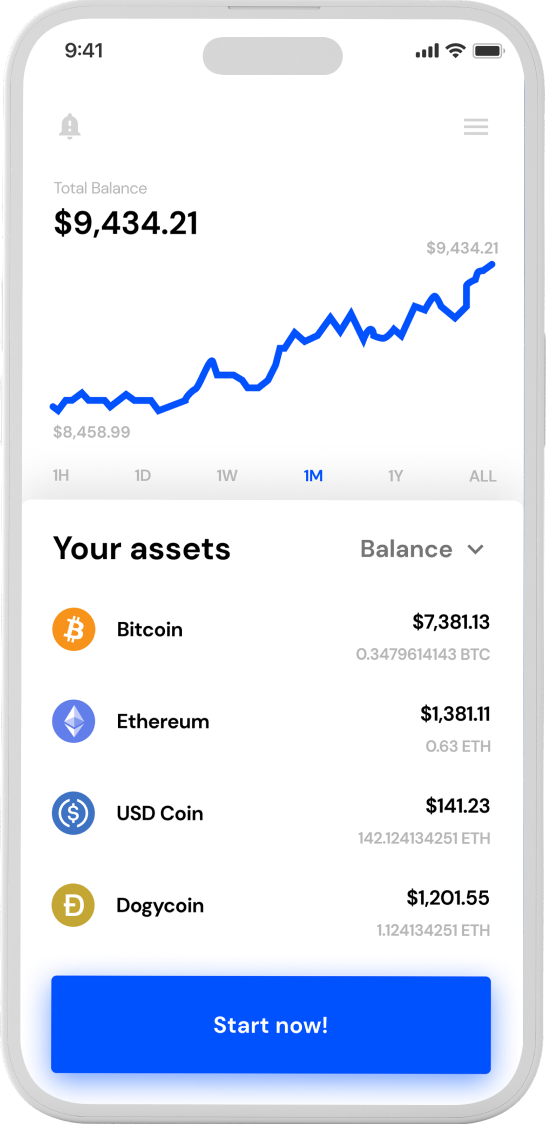 9:41
Total Balance
$9,434.21
$9,434.21
$8,458.99
1H 1D 1W 1M 1Y ALL
Your assets Balance
Bitcoin $7,381.13
0.3479614143 BTC
Ethereum $1,381.11
0.63 ETH
USD Coin $141.23
142.124134251 ETH
Dogycoin $1,201.55
1.124134251 ETH
Start now!